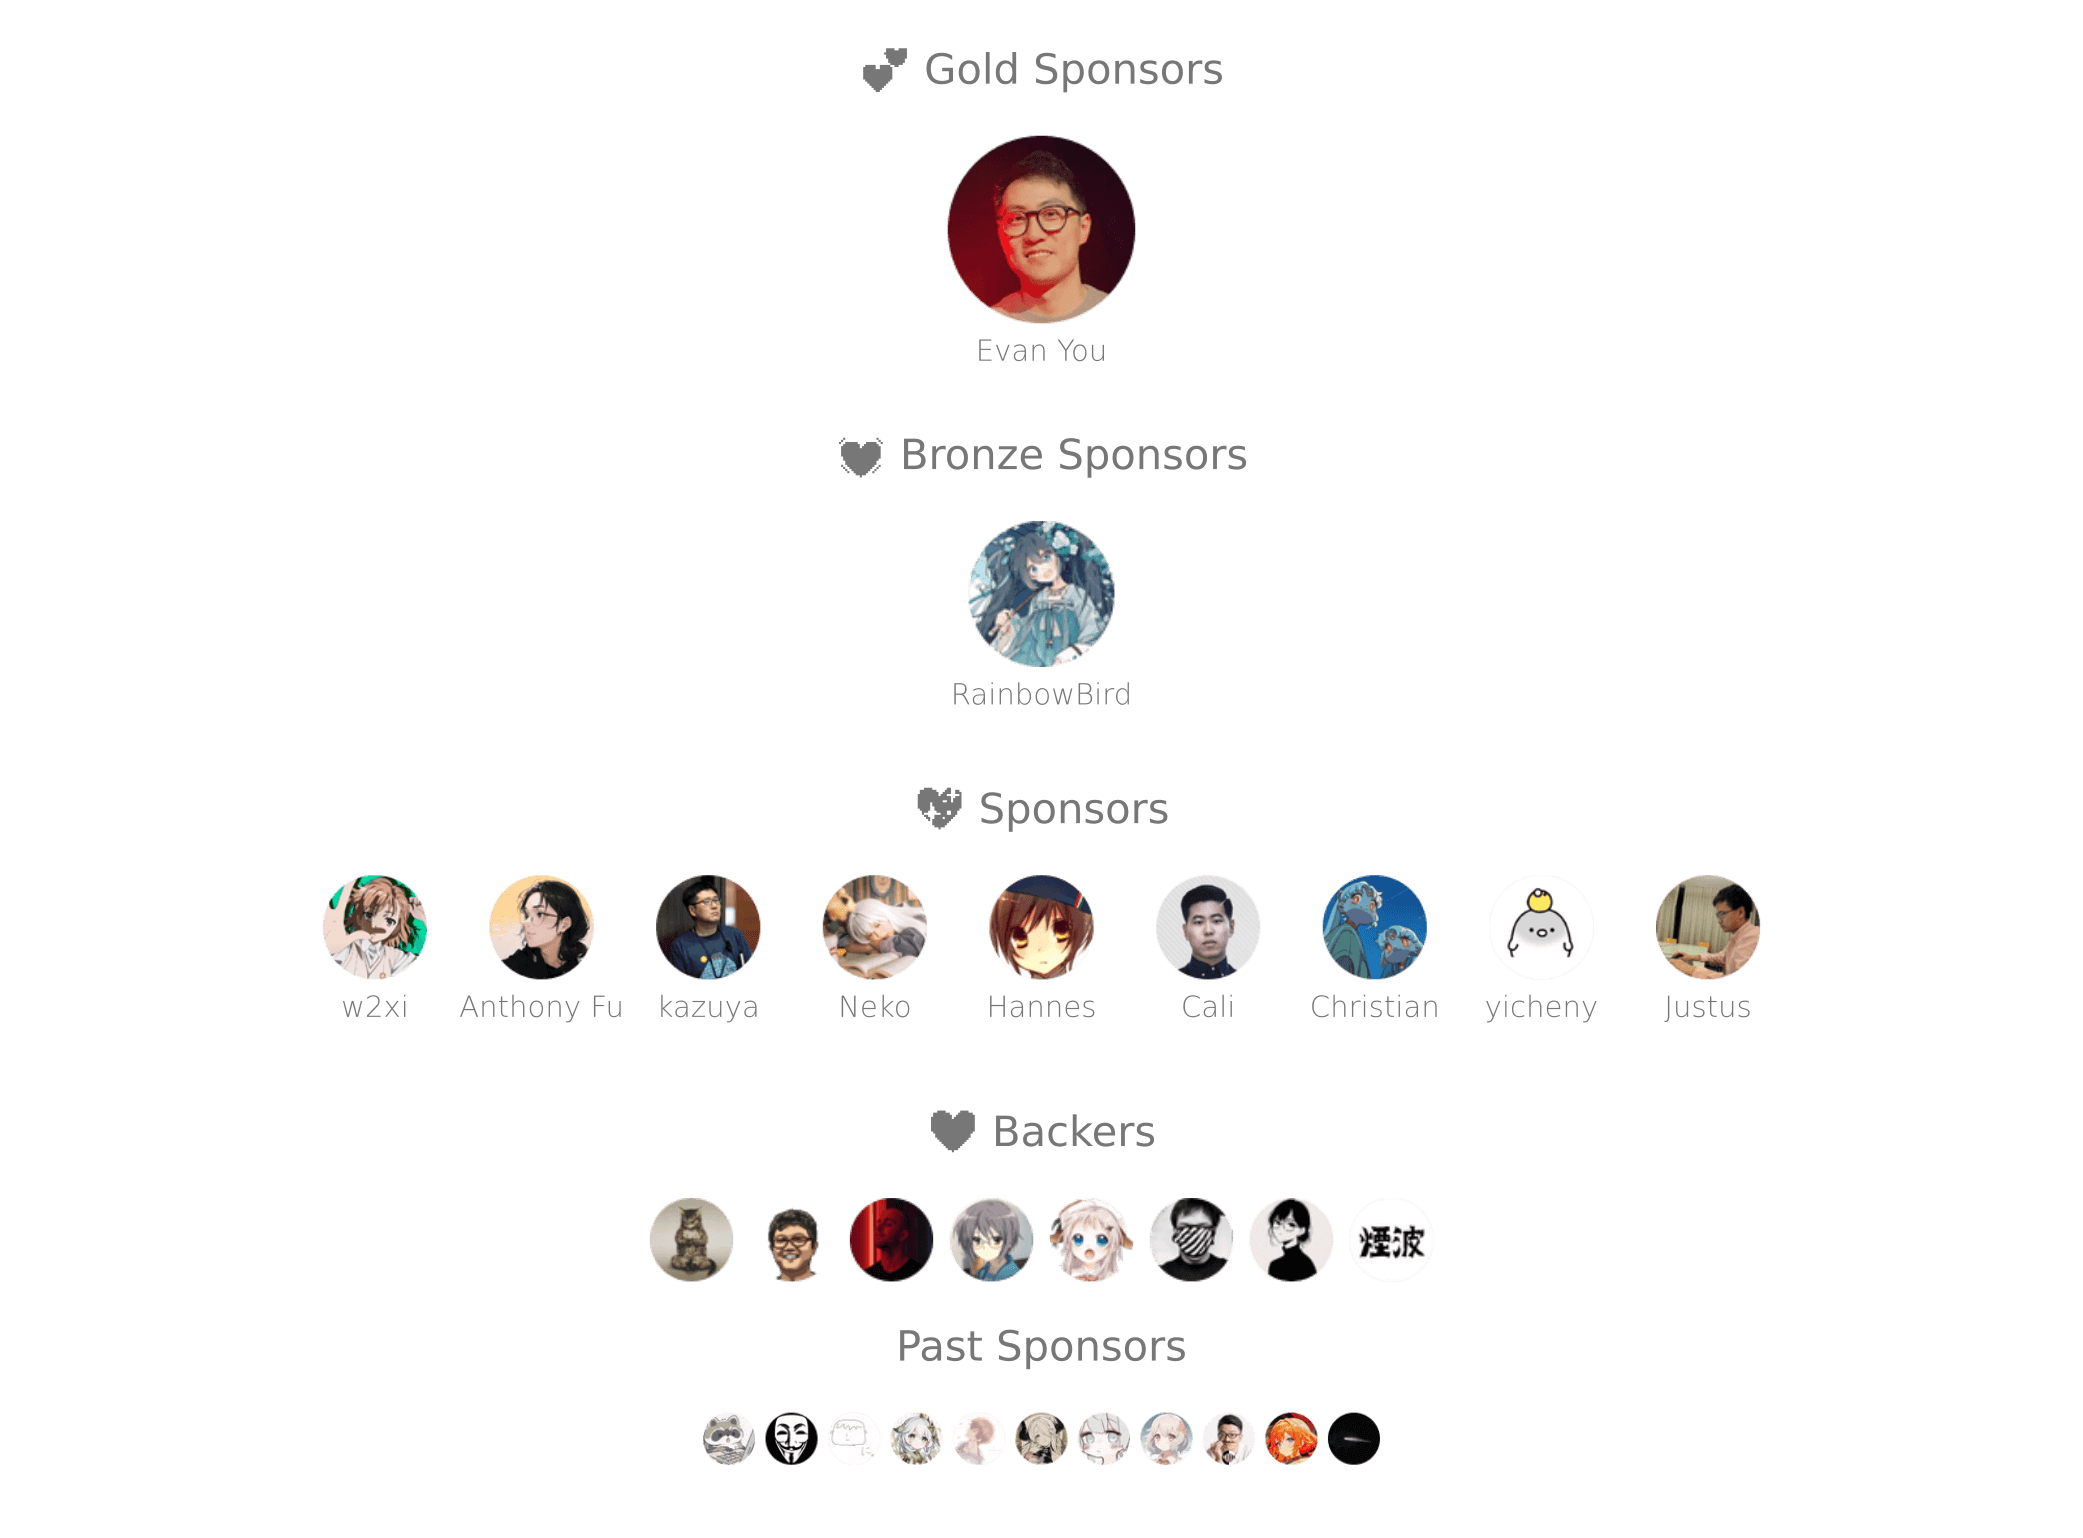 Gold Sponsors
Evan You
Bronze Sponsors
RainbowBird
Sponsors
w2xi
Anthony Fu
kazuya
Neko
Hannes
Cali
Christian
yicheny
Justus
Backers
煙波
Past Sponsors